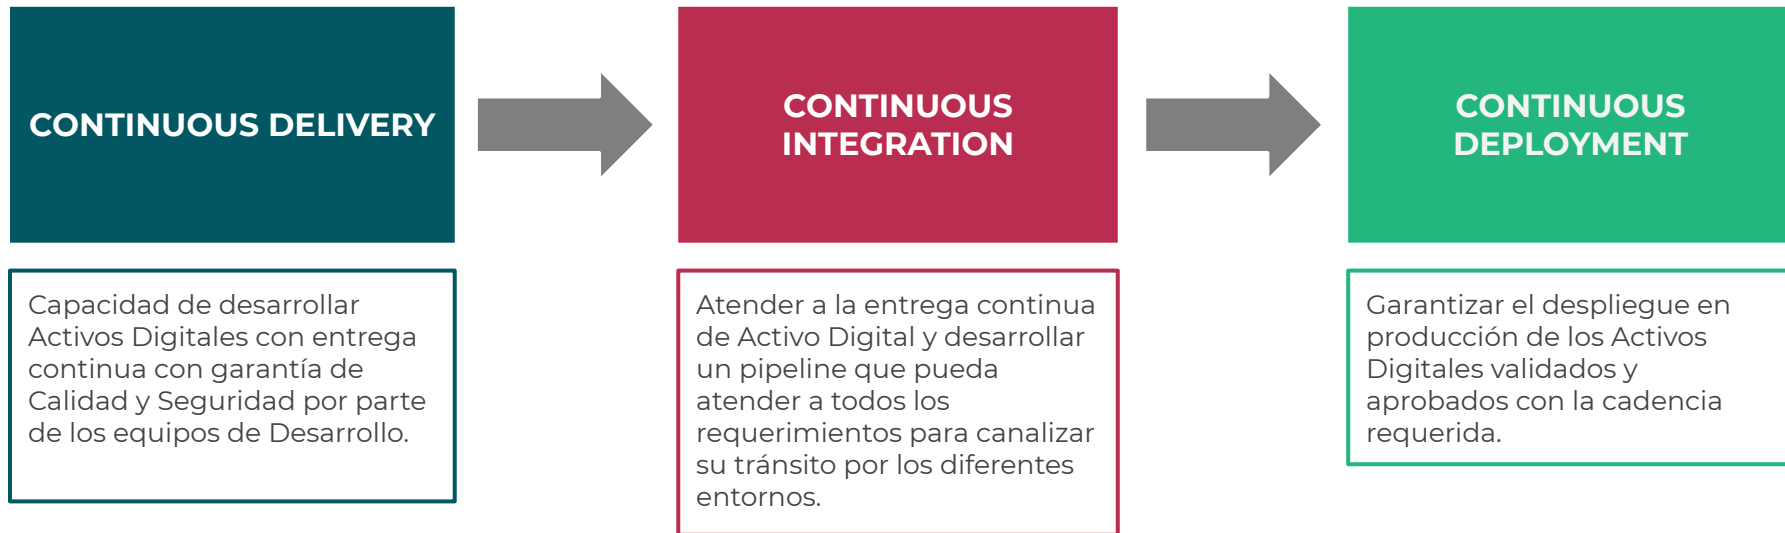 CONTINUOUS DELIVERY
CONTINUOUS
INTEGRATION
CONTINUOUS
DEPLOYMENT
Capacidad de desarrollar
Activos Digitales con entrega
continua con garantía de
Calidad y Seguridad por parte
de los equipos de Desarrollo.
Atender a la entrega continua
de Activo Digital y desarrollar
un pipeline que pueda
atender a todos los
requerimientos para canalizar
su tránsito por los diferentes
entornos.
Garantizar el despliegue en
producción de los Activos
Digitales validados y
aprobados con la cadencia
requerida.